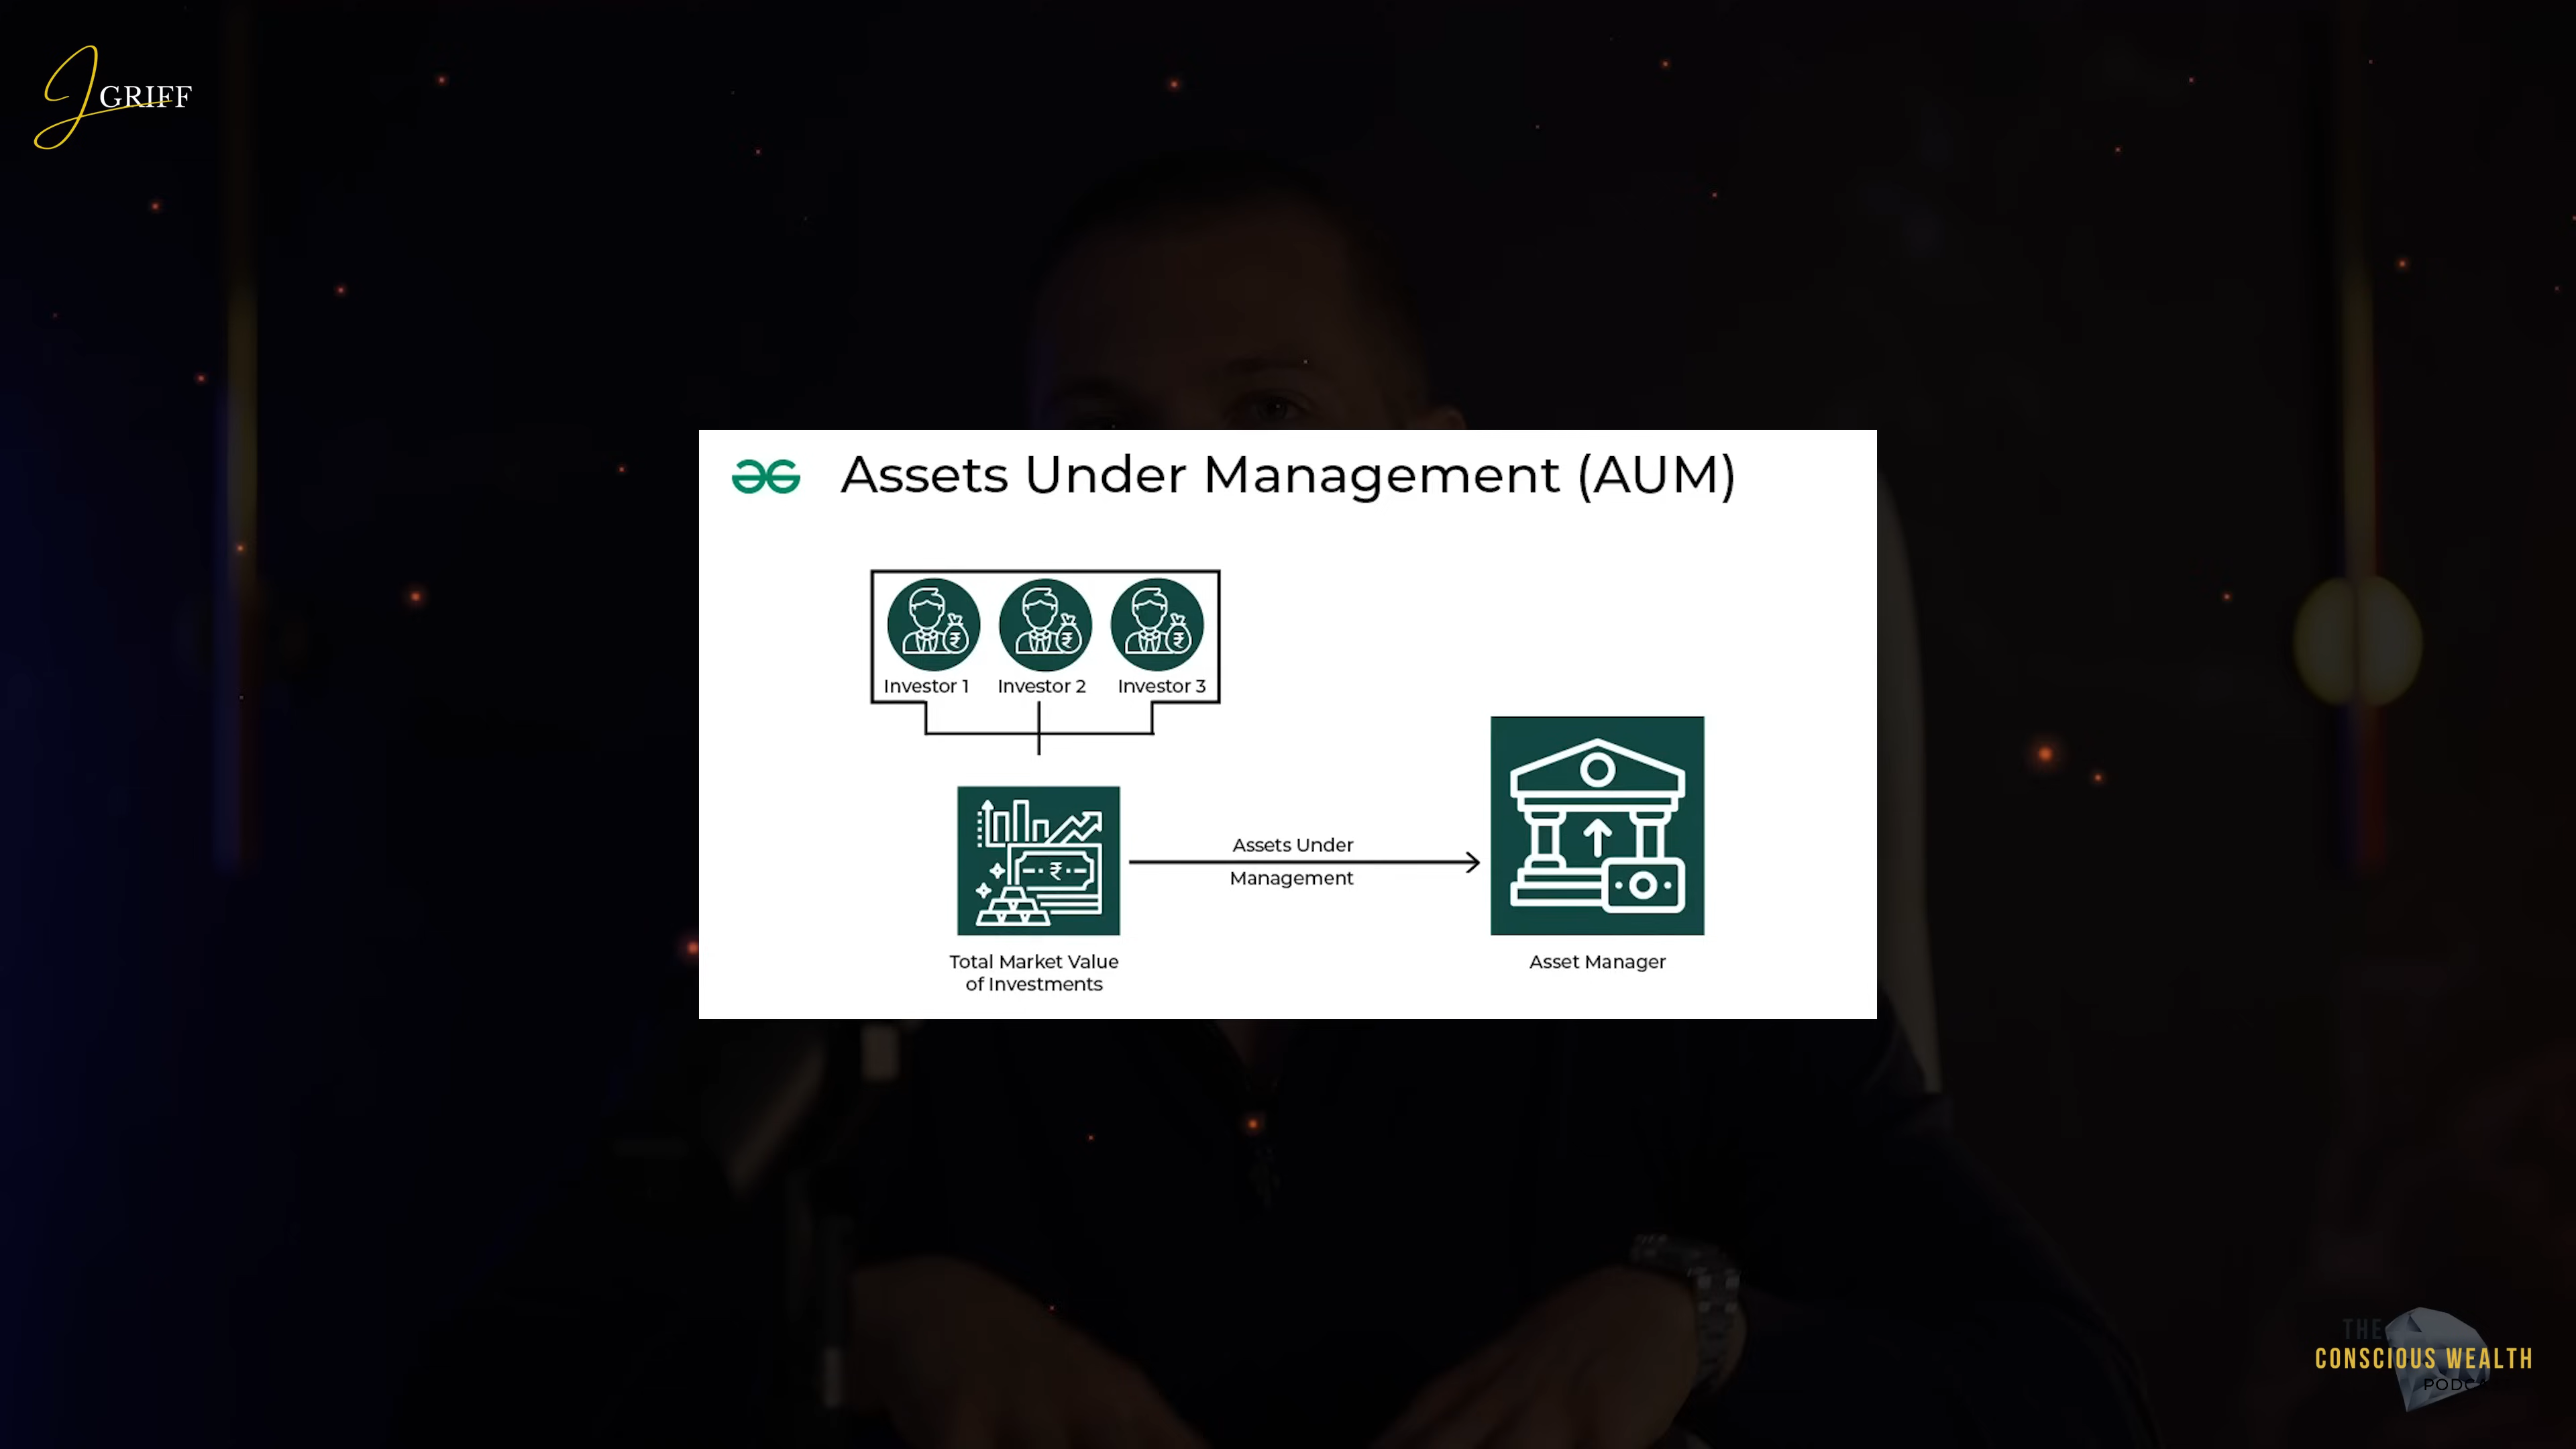 J GRIFF
Assets Under Management (AUM)
Investor 1 Investor 2 Investor 3
Assets Under
Management
Total Market Value
of Investments
Asset Manager
THE
CONSCIOUS WEALTH